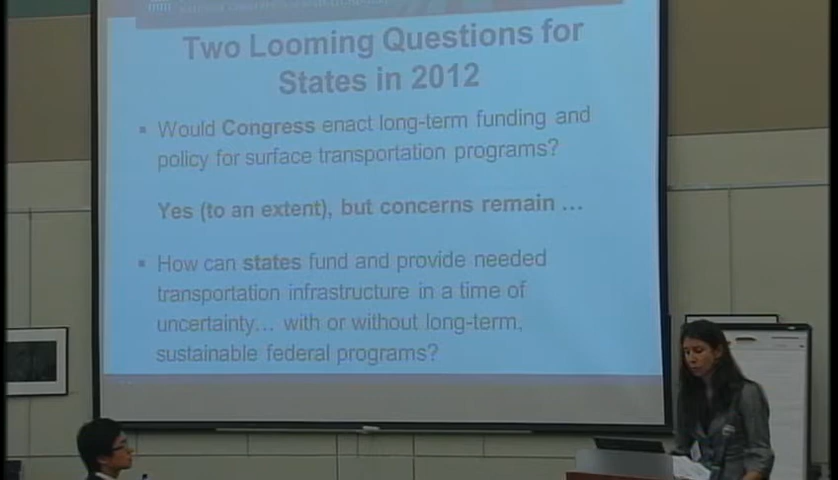 Two Looming Questions for
States in 2012
▪ Would Congress enact long-term funding and
policy for surface transportation programs?
Yes (to an extent), but concerns remain ...
▪ How can states fund and provide needed
transportation infrastructure in a time of
uncertainty... with or without long-term,
sustainable federal programs?